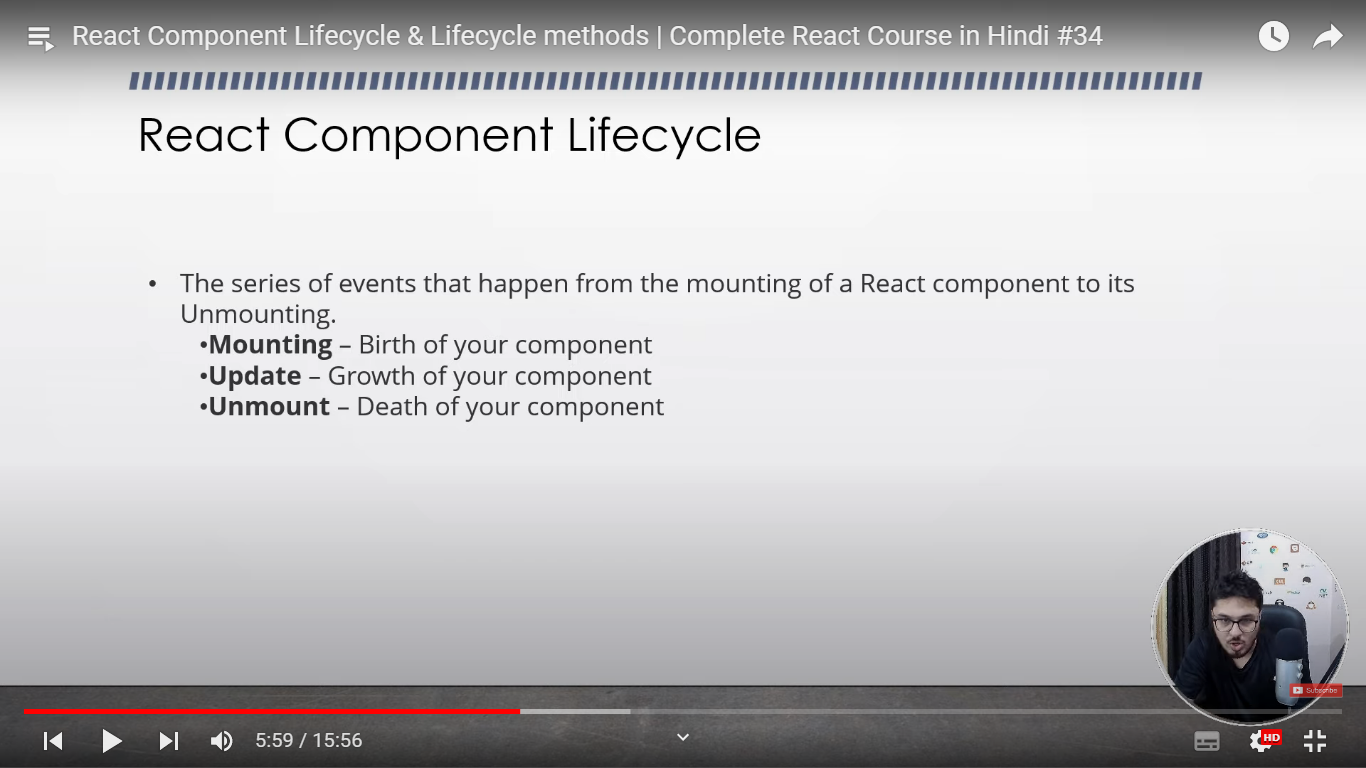 React Component Lifecycle & Lifecycle methods | Complete React Course in Hindi #34
React Component Lifecycle
• The series of events that happen from the mounting of a React component to its
Unmounting.
•Mounting – Birth of your component
•Update – Growth of your component
•Unmount – Death of your component
Subscribe
5:59 / 15:56
HD